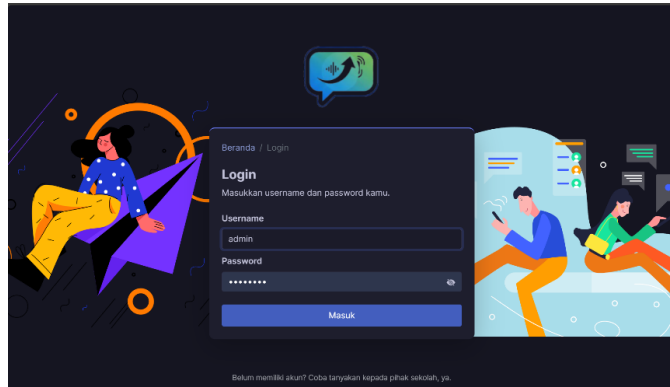 Beranda / Login
Login
Masukkan username dan password kamu.
Username
admin
Password
••••••••
Masuk
Belum memiliki akun? Coba tanyakan kepada pihak sekolah, ya.